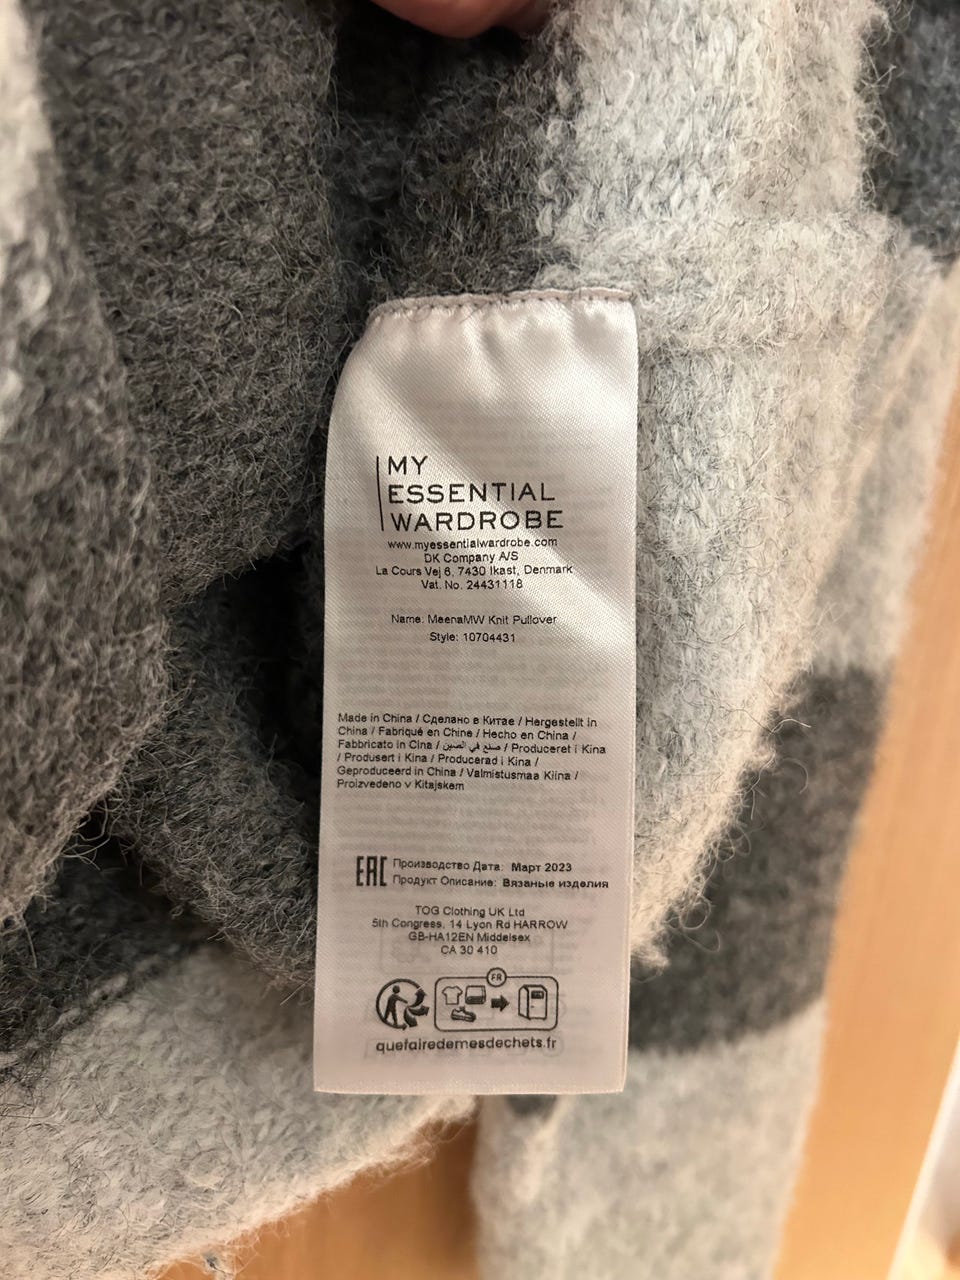 MY
ESSENTIAL
WARDROBE
www.myessentialwardrobe.com
DK Company A/S
La Cours Vej 6, 7430 Ikast, Denmark
Vat. No. 24431118
Name: MeenaMW Knit Pullover
Style: 10704431
Made in China / Сделано в Китае / Hergestellt in
China / Fabriqué en Chine / Hecho en China /
Fabbricato in Cina / صنع في الصين / Produceret i Kina
/ Produsert i Kina / Producerad i Kina /
Geproduceerd in China / Valmistusmaa Kiina /
Proizvedeno v Kitajskem
EAC Производство Дата: Март 2023
Продукт Описание: Вязаные изделия
TOG Clothing UK Ltd
5th Congress, 14 Lyon Rd HARROW
GB-HA12EN Middelsex
CA 30 410
FR
quefairedemesdechets.fr